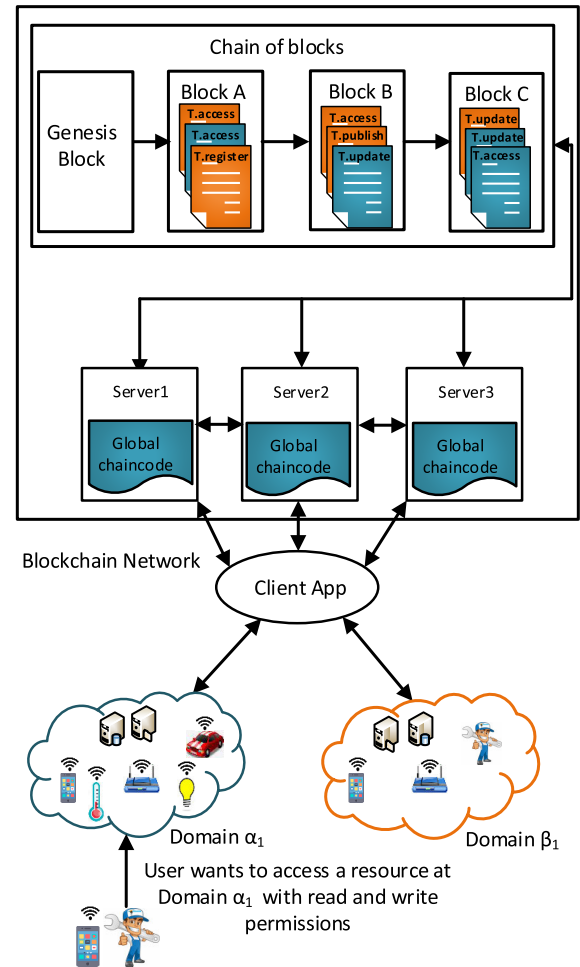 Chain of blocks
Genesis
Block
Block A
T.access
T.access
T.register
Block B
T.access
T.publish
T.update
Block C
T.update
T.update
T.access
Server1
Global
chaincode
Server2
Global
chaincode
Server3
Global
chaincode
Blockchain Network
Client App
Domain α₁
Domain β₁
User wants to access a resource at
Domain α₁ with read and write
permissions